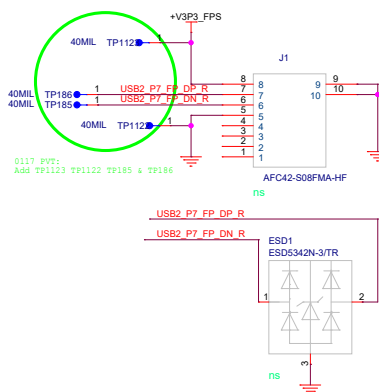 +V3P3_FPS
40MIL TP1123 1
J1
40MIL TP186 1 USB2_P7_FP_DP_R
40MIL TP185 1 USB2_P7_FP_DN_R
40MIL TP1122 1
8 8 9 9
7 7 10 10
6 6
5 5
4 4
3 3
2 2
1 1
AFC42-S08FMA-HF
0117 PVT:
Add TP1123 TP1122 TP185 & TP186
ns
USB2_P7_FP_DP_R
USB2_P7_FP_DN_R
ESD1
ESD5342N-3/TR
1 2
3
ns